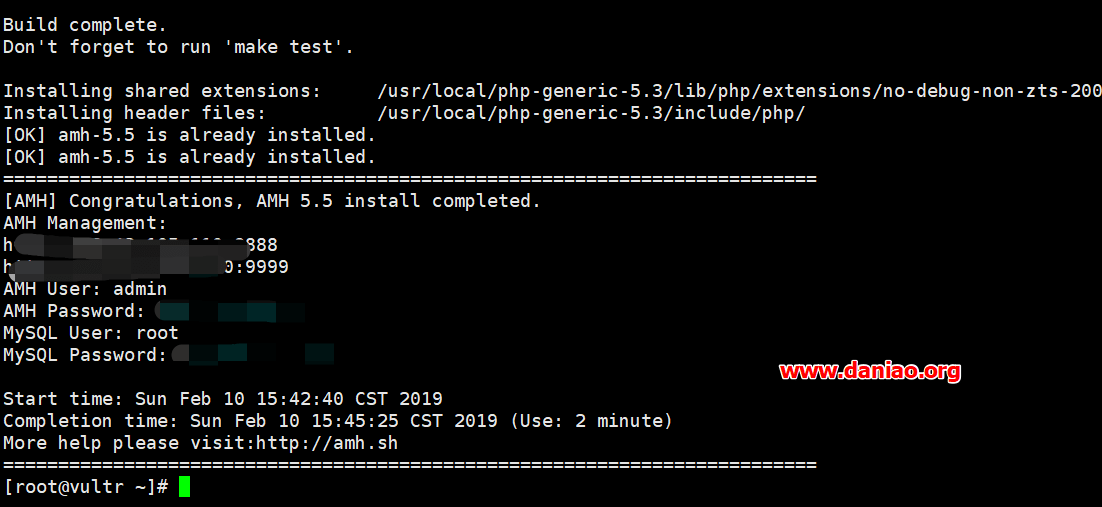 Build complete.
Don't forget to run 'make test'.
Installing shared extensions: /usr/local/php-generic-5.3/lib/php/extensions/no-debug-non-zts-200
Installing header files: /usr/local/php-generic-5.3/include/php/
[OK] amh-5.5 is already installed.
[OK] amh-5.5 is already installed.
==========================================================================
[AMH] Congratulations, AMH 5.5 install completed.
AMH Management:
h 8888
h 0:9999
AMH User: admin
AMH Password:
MySQL User: root
MySQL Password:
www.daniao.org
Start time: Sun Feb 10 15:42:40 CST 2019
Completion time: Sun Feb 10 15:45:25 CST 2019 (Use: 2 minute)
More help please visit:http://amh.sh
==========================================================================
[root@vultr ~]#